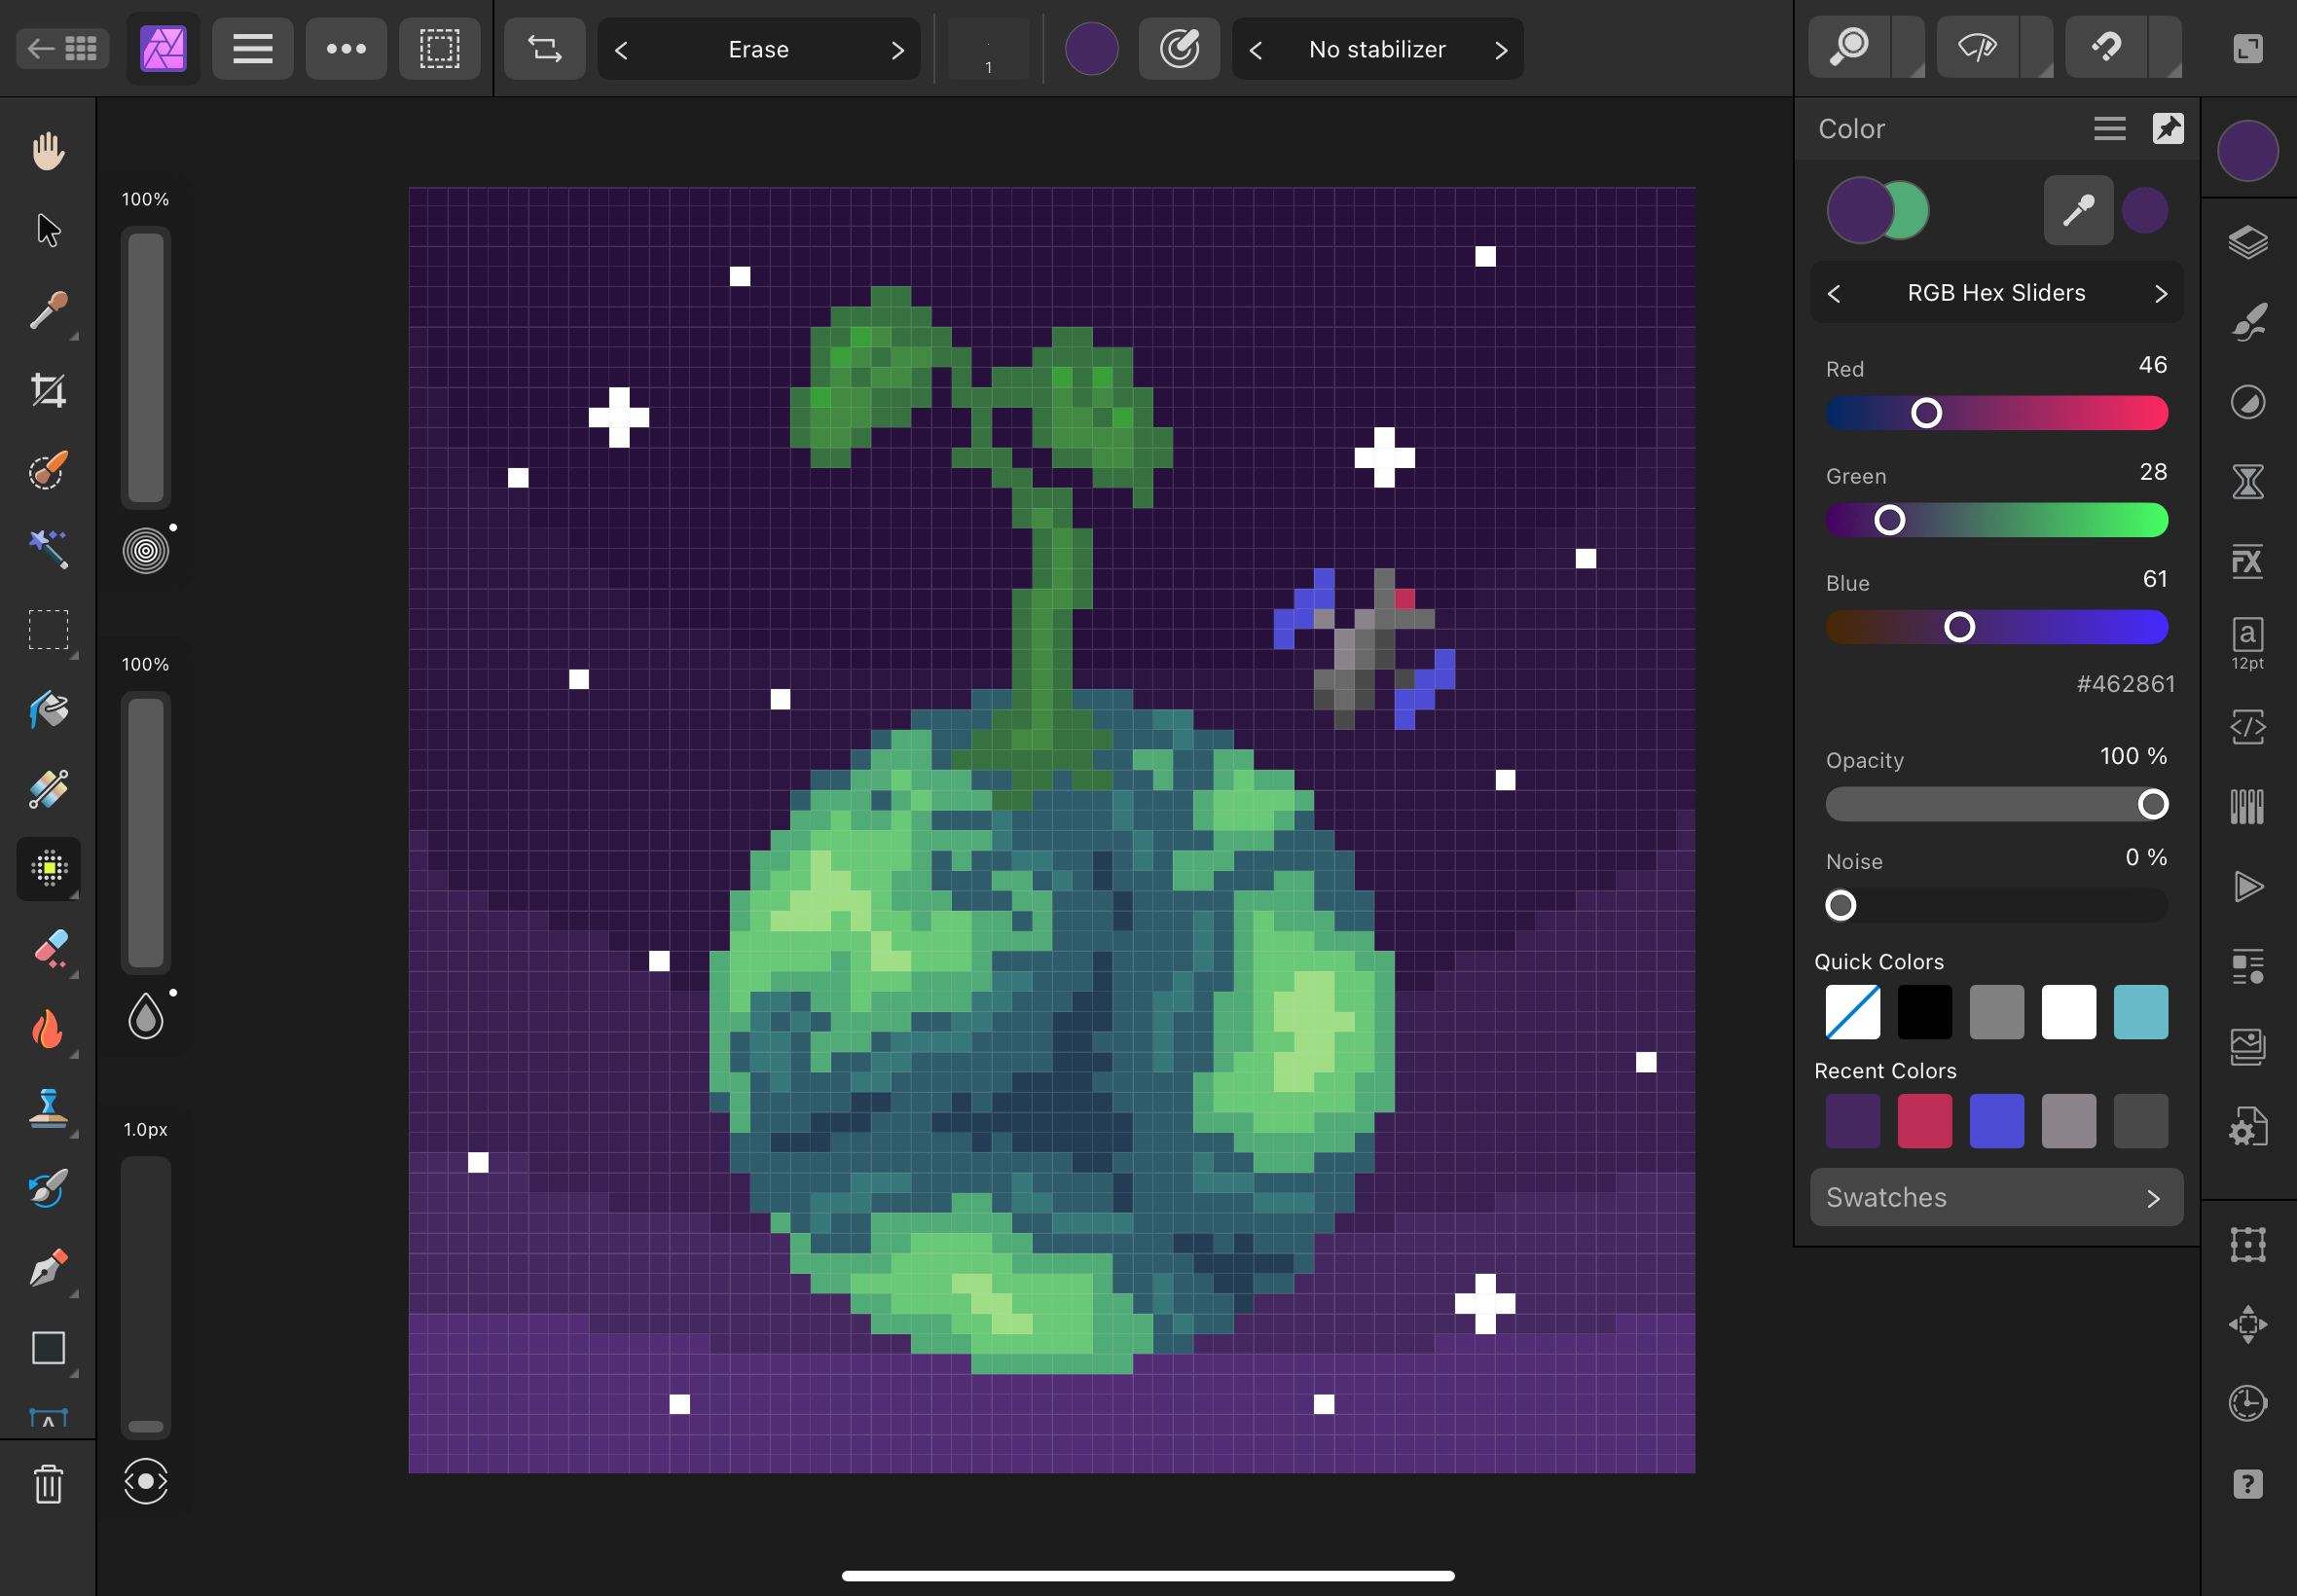 Erase
1
No stabilizer
Color
100%
RGB Hex Sliders
Red 46
Green 28
Blue 61
#462861
100%
Opacity 100 %
Noise 0 %
Quick Colors
Recent Colors
1.0px
Swatches
FX
a
12pt
A
?